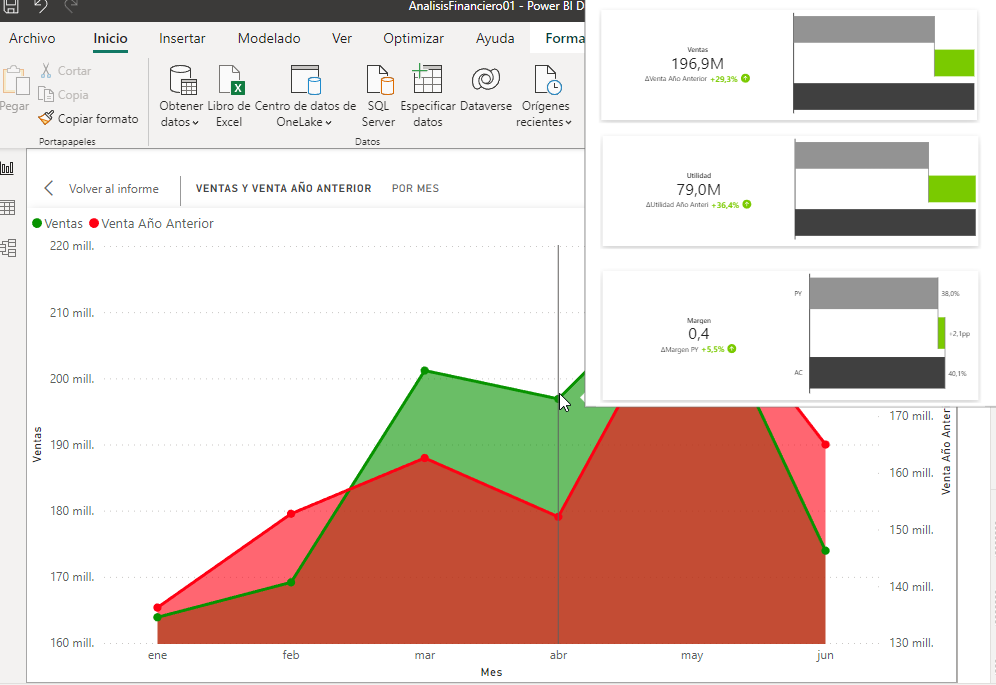 AnalisisFinanciero01 - Power BI D
Archivo Inicio Insertar Modelado Ver Optimizar Ayuda Forma
Pegar
Cortar
Copia
Copiar formato
Portapapeles
Obtener datos
Libro de Excel
Centro de datos de OneLake
SQL Server
Especificar datos
Dataverse
Orígenes recientes
Datos
Volver al informe
VENTAS Y VENTA AÑO ANTERIOR
POR MES
Ventas Venta Año Anterior
220 mill.
210 mill.
200 mill.
190 mill.
180 mill.
170 mill.
160 mill.
Ventas
ene feb mar abr may jun
Mes
170 mill.
160 mill.
150 mill.
140 mill.
130 mill.
Venta Año Anter
Ventas
196,9M
ΔVenta Año Anterior +29,3%
Utilidad
79,0M
ΔUtilidad Año Anteri +36,4%
Margen
0,4
ΔMargen PY +5,5%
PY
38,0%
+2,1pp
AC
40,1%